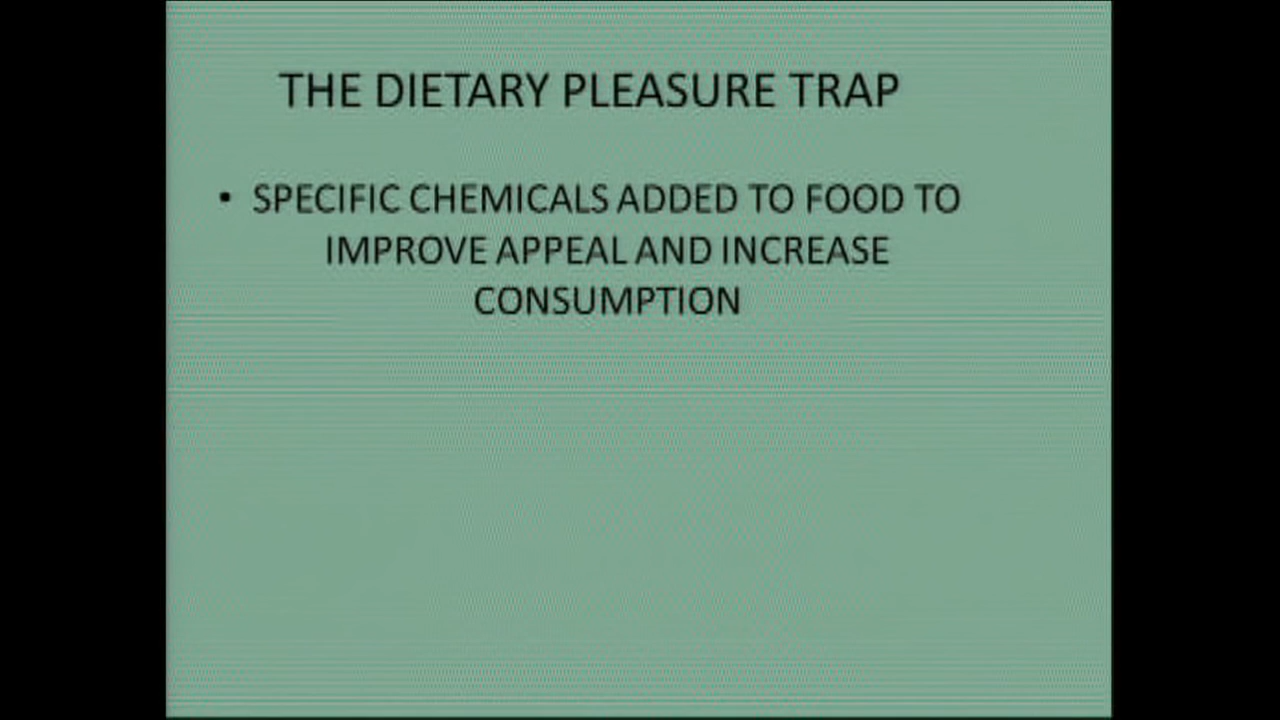 THE DIETARY PLEASURE TRAP
• SPECIFIC CHEMICALS ADDED TO FOOD TO
IMPROVE APPEAL AND INCREASE
CONSUMPTION